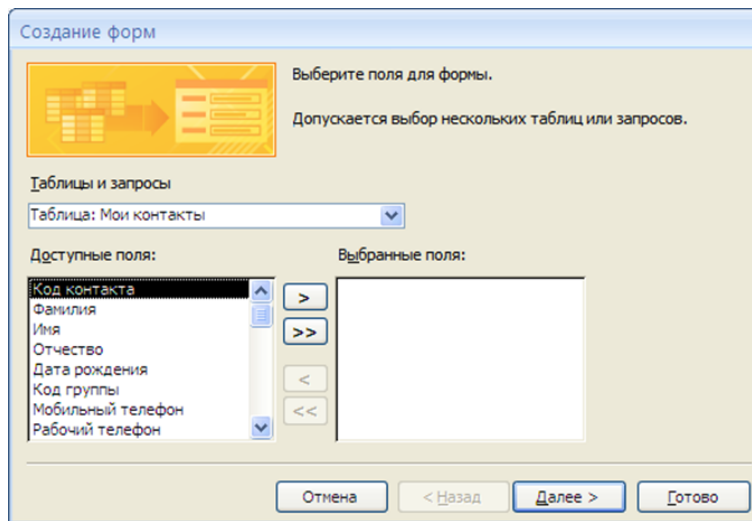 Создание форм
Выберите поля для формы.
Допускается выбор нескольких таблиц или запросов.
Таблицы и запросы
Таблица: Мои контакты
Доступные поля:
Выбранные поля:
Код контакта
Фамилия
Имя
Отчество
Дата рождения
Код группы
Мобильный телефон
Рабочий телефон
>
>>
<
<<
Отмена
< Назад
Далее >
Готово